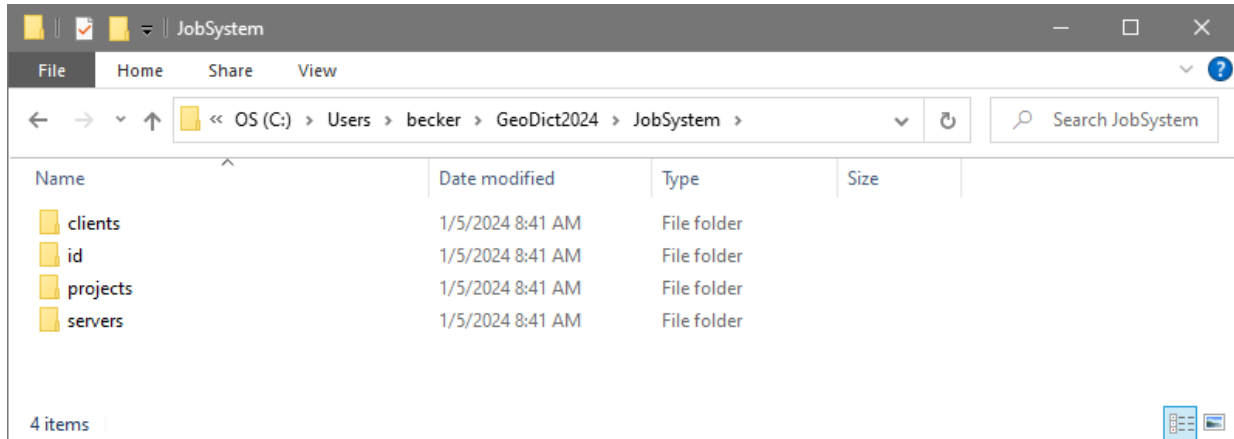 JobSystem
File Home Share View ?
« OS (C:) > Users > becker > GeoDict2024 > JobSystem > Search JobSystem
Name Date modified Type Size
clients 1/5/2024 8:41 AM File folder
id 1/5/2024 8:41 AM File folder
projects 1/5/2024 8:41 AM File folder
servers 1/5/2024 8:41 AM File folder
4 items